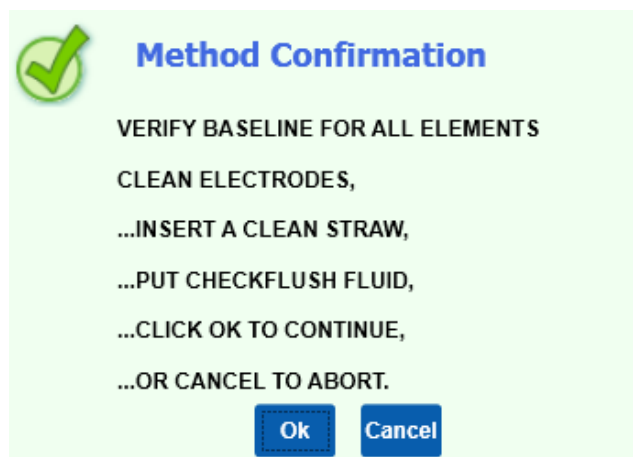 Method Confirmation
VERIFY BASELINE FOR ALL ELEMENTS
CLEAN ELECTRODES,
...INSERT A CLEAN STRAW,
...PUT CHECKFLUSH FLUID,
...CLICK OK TO CONTINUE,
...OR CANCEL TO ABORT.
Ok Cancel